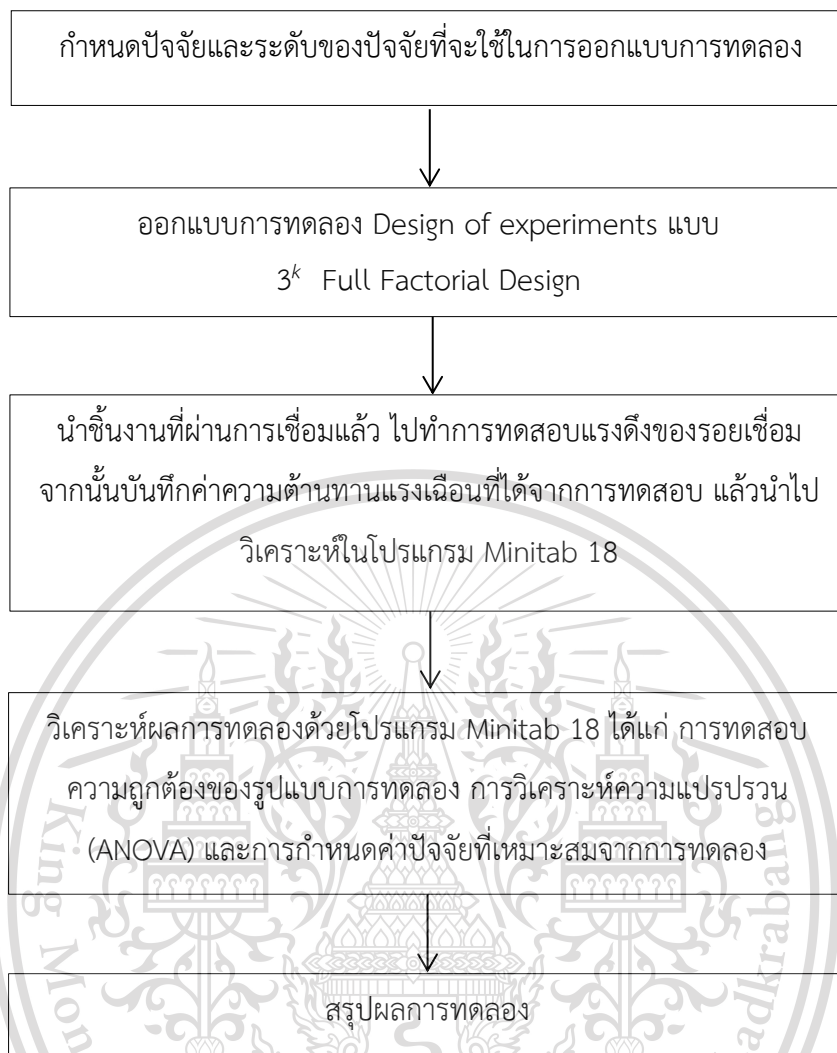 กำหนดปัจจัยและระดับของปัจจัยที่จะใช้ในการออกแบบการทดลอง
ออกแบบการทดลอง Design of experiments แบบ
3ᵏ Full Factorial Design
นำชิ้นงานที่ผ่านการเชื่อมแล้ว ไปทำการทดสอบแรงดึงของรอยเชื่อม
จากนั้นบันทึกค่าความต้านทานแรงเฉือนที่ได้จากการทดสอบ แล้วนำไป
วิเคราะห์ในโปรแกรม Minitab 18
วิเคราะห์ผลการทดลองด้วยโปรแกรม Minitab 18 ได้แก่ การทดสอบ
ความถูกต้องของรูปแบบการทดลอง การวิเคราะห์ความแปรปรวน
(ANOVA) และการกำหนดค่าปัจจัยที่เหมาะสมจากการทดลอง
สรุปผลการทดลอง
King Mon
adkrabang